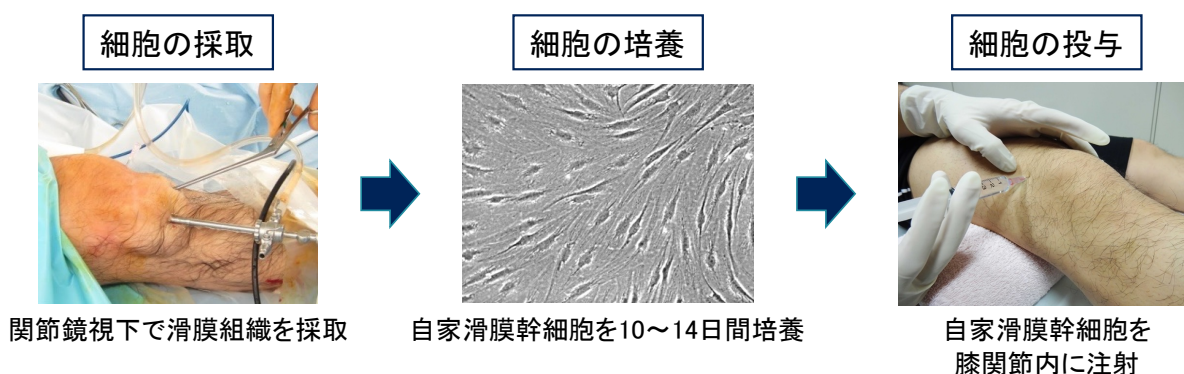 細胞の採取
細胞の培養
細胞の投与
関節鏡視下で滑膜組織を採取
自家滑膜幹細胞を10～14日間培養
自家滑膜幹細胞を
膝関節内に注射